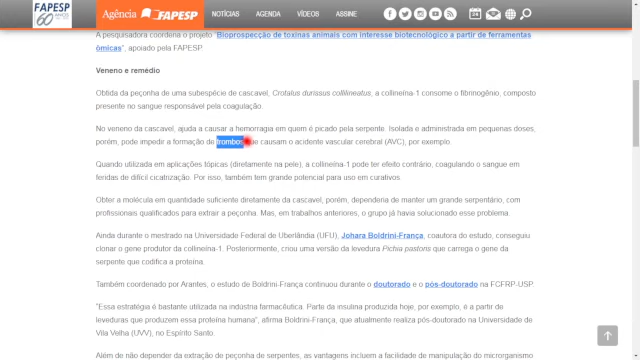 FAPESP
60
Agência FAPESP NOTÍCIAS AGENDA VÍDEOS ASSINE
A pesquisadora coordena o projeto "Bioprospecção de toxinas animais com interesse biotecnológico a partir de ferramentas
ômicas", apoiado pela FAPESP.
Veneno e remédio
Obtida da peçonha de uma subespécie de cascavel, Crotalus durissus collilineatus, a collineína-1 consome o fibrinogênio, composto
presente no sangue responsável pela coagulação.
No veneno da cascavel, ajuda a causar a hemorragia em quem é picado pela serpente. Isolada e administrada em pequenas doses,
porém, pode impedir a formação de trombos que causam o acidente vascular cerebral (AVC), por exemplo.
Quando utilizada em aplicações tópicas (diretamente na pele), a collineína-1 pode ter efeito contrário, coagulando o sangue em
feridas de difícil cicatrização. Por isso, também tem grande potencial para uso em curativos.
Obter a molécula em quantidade suficiente diretamente da cascavel, porém, dependeria de manter um grande serpentário, com
profissionais qualificados para extrair a peçonha. Mas, em trabalhos anteriores, o grupo já havia solucionado esse problema.
Ainda durante o mestrado na Universidade Federal de Uberlândia (UFU), Johara Boldrini-França, coautora do estudo, conseguiu
clonar o gene produtor da collineína-1. Posteriormente, criou uma versão da levedura Pichia pastoris que carrega o gene da
serpente que codifica a proteína.
Também coordenado por Arantes, o estudo de Boldrini-França continuou durante o doutorado e o pós-doutorado na FCFRP-USP.
"Essa estratégia é bastante utilizada na indústria farmacêutica. Parte da insulina produzida hoje, por exemplo, é a partir de
leveduras que produzem essa proteína humana", afirma Boldrini-França, que atualmente realiza pós-doutorado na Universidade de
Vila Velha (UVV), no Espírito Santo.
Além de não depender da extração de peçonha de serpentes, as vantagens incluem a facilidade de manipulação do microrganismo